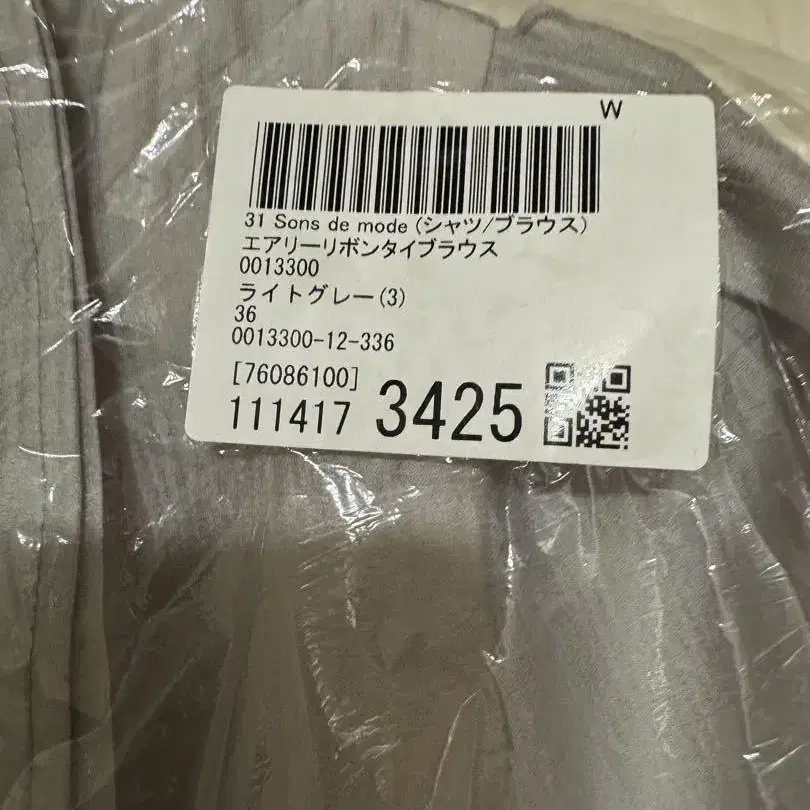 W
31 Sons de mode (シャツ/ブラウス)
エアリーリボンタイブラウス
0013300
ライトグレー(3)
36
0013300-12-336
[76086100]
111417 3425